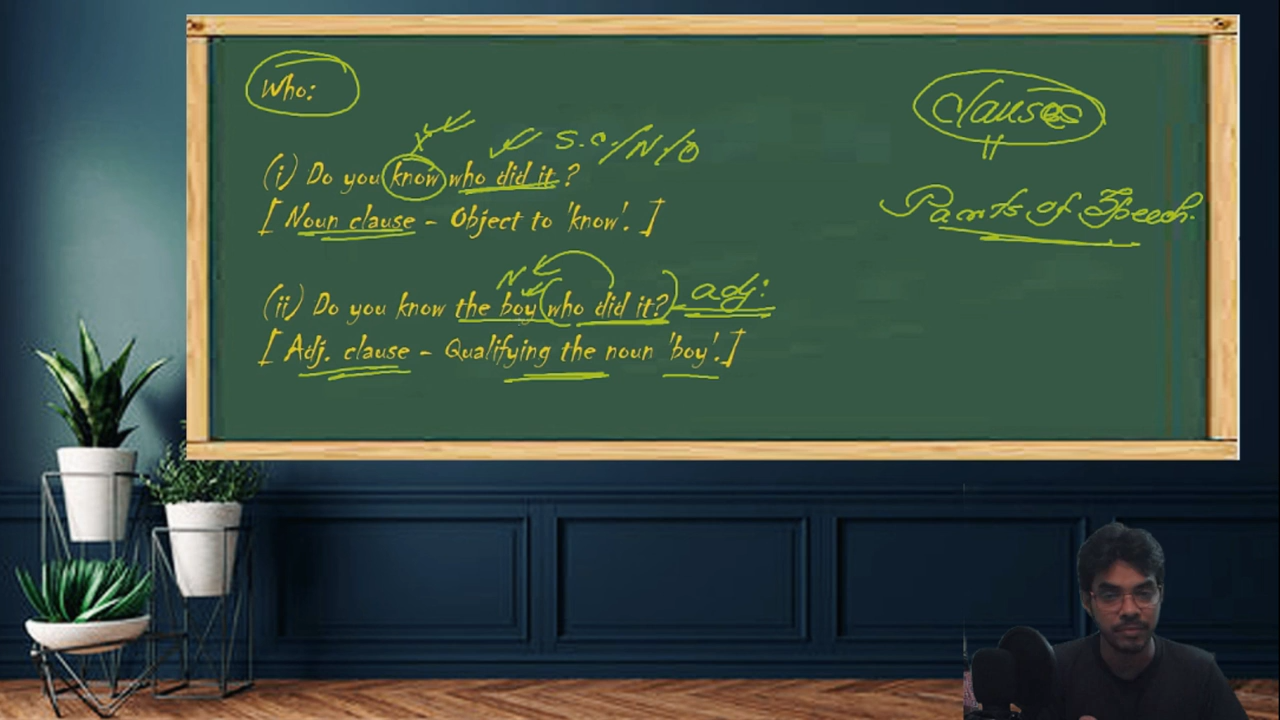 Who:
clauses
S.C/N/O
(i) Do you know who did it ?
[ Noun clause - Object to 'know'. ]
Parts of Speech.
N
adj:
(ii) Do you know the boy who did it?
[ Adj. clause - Qualifying the noun 'boy'.]